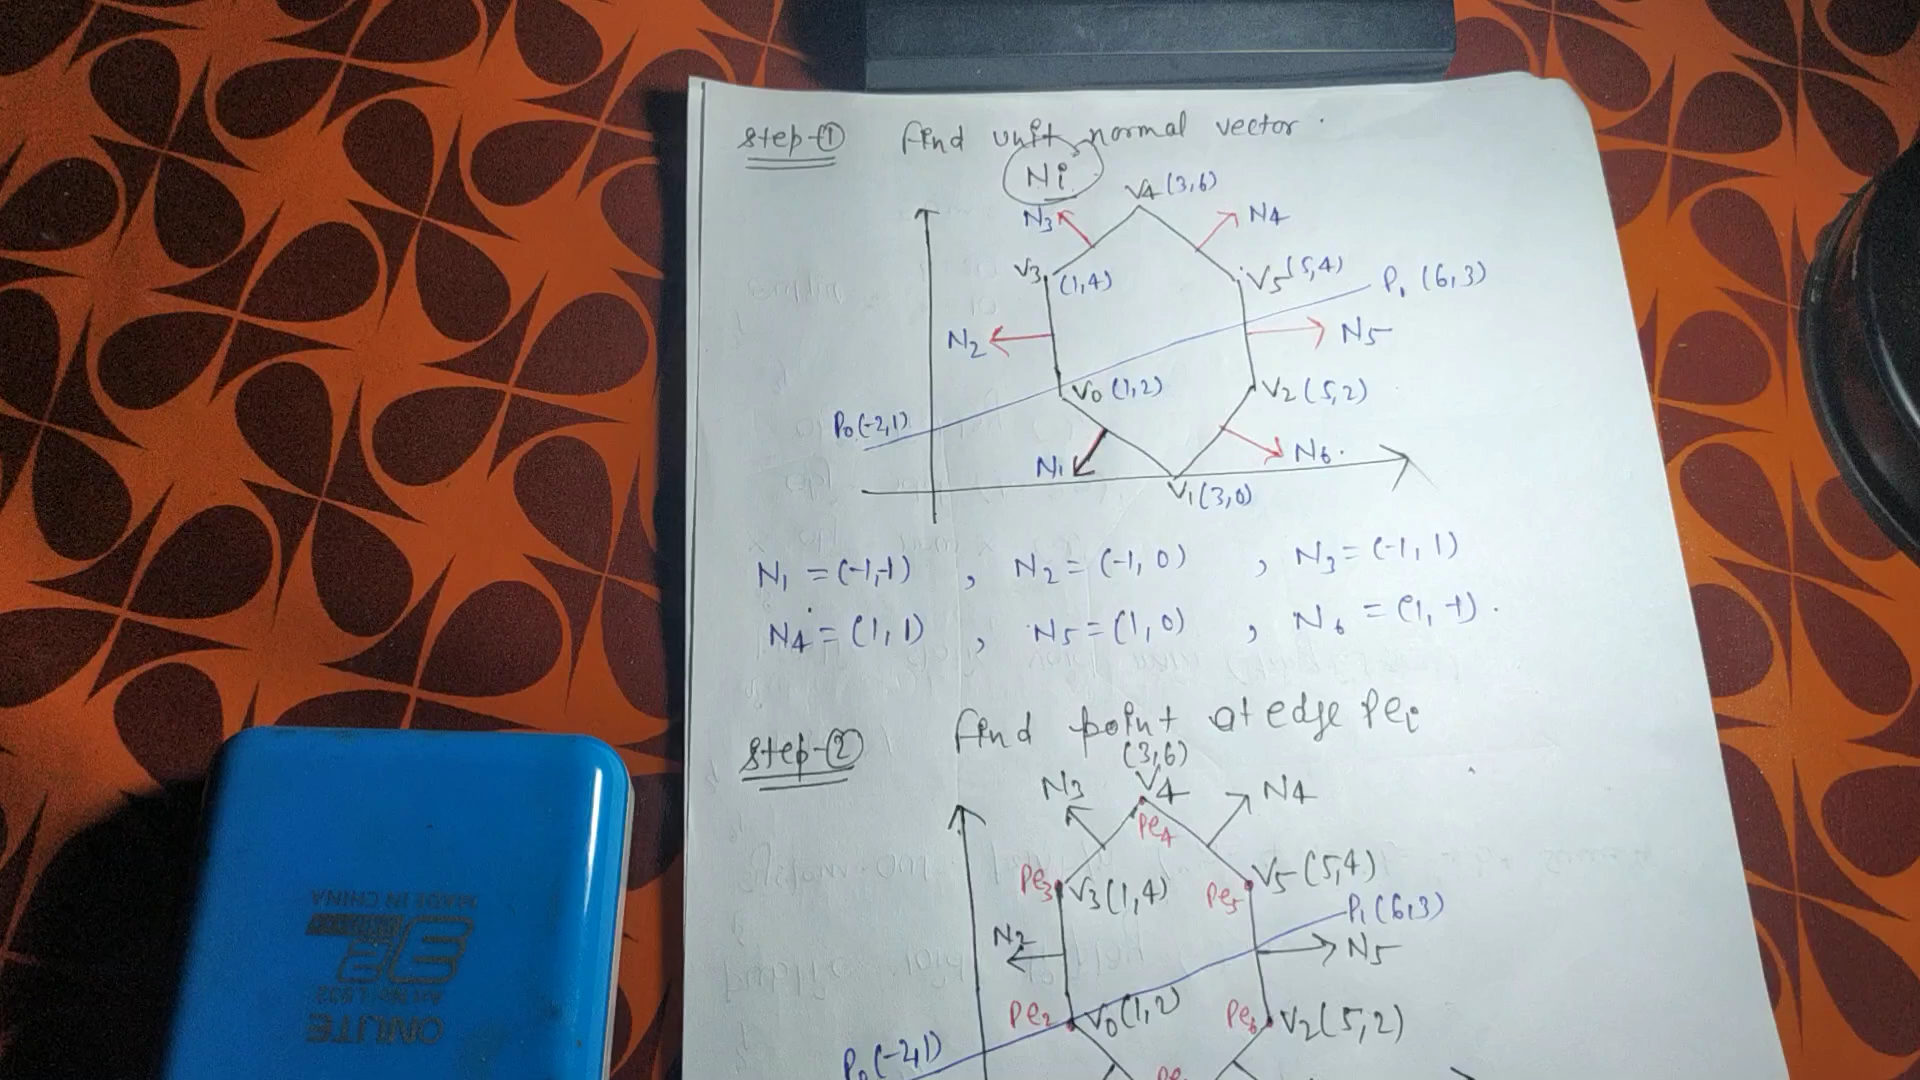 Step-①  Find unit normal vector.
Ni
V4 (3,6)
N3  N4
V3 (1,4)  V5 (5,4)  P1 (6,3)
N2  N5
V0 (1,2)  V2 (5,2)
P0 (-2,1)
N1  N6.
V1 (3,0)
N1 = (-1,-1) , N2 = (-1, 0) , N3 = (-1, 1)
N4 = (1, 1) , N5 = (1, 0) , N6 = (1, -1).
Step-②  Find point at edge Pei
(3,6)
N3  V4  N4
Pe4
Pe3  V3 (1,4)  Pe5  V5 (5,4)
P1 (6,3)
N2  N5
Pe2  V0 (1,2)  Pe6  V2 (5,2)
P0 (-2,1)
MADE IN CHINA
ONLITE